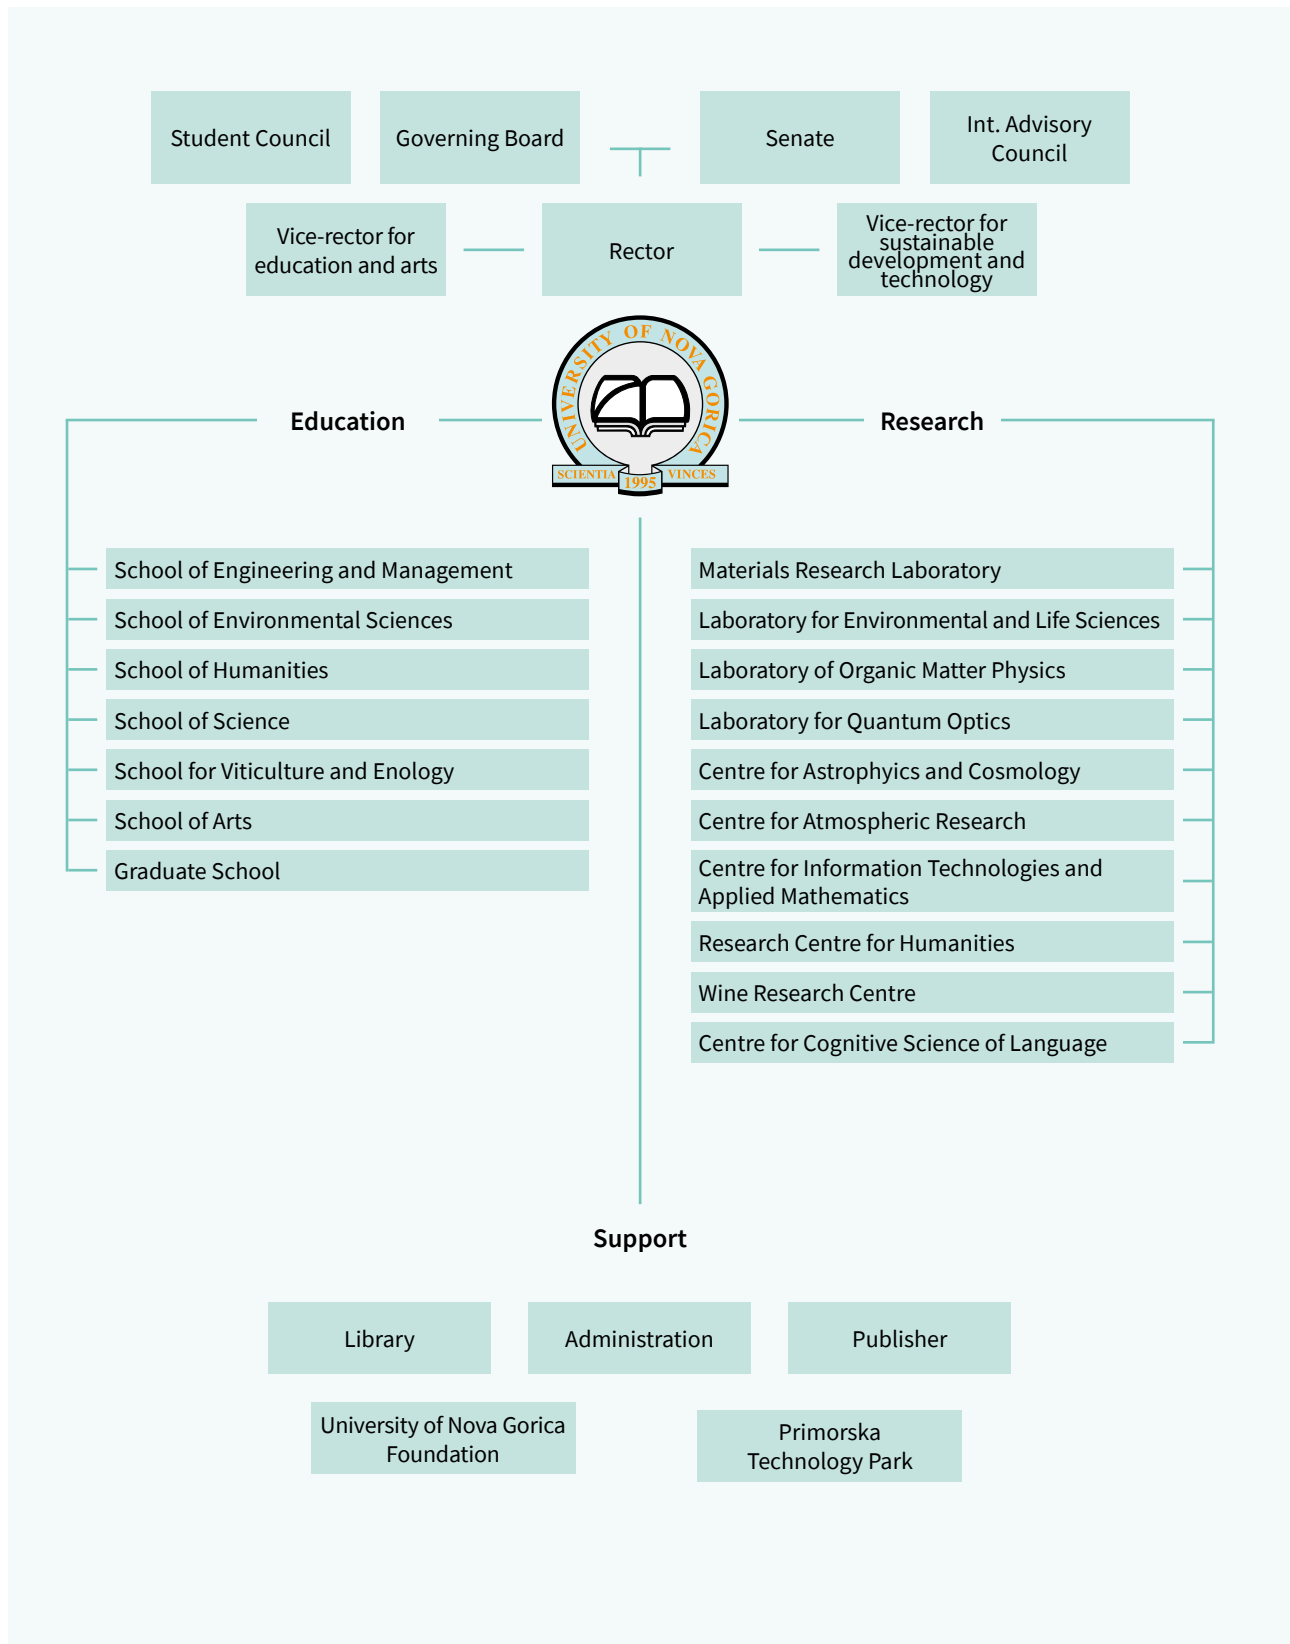 Student Council
Governing Board
Senate
Int. Advisory
Council
Vice-rector for
education and arts
Rector
Vice-rector for
sustainable
development and
technology
UNIVERSITY OF NOVA GORICA
SCIENTIA
1995
VINCES
Education
Research
School of Engineering and Management
School of Environmental Sciences
School of Humanities
School of Science
School for Viticulture and Enology
School of Arts
Graduate School
Materials Research Laboratory
Laboratory for Environmental and Life Sciences
Laboratory of Organic Matter Physics
Laboratory for Quantum Optics
Centre for Astrophyics and Cosmology
Centre for Atmospheric Research
Centre for Information Technologies and
Applied Mathematics
Research Centre for Humanities
Wine Research Centre
Centre for Cognitive Science of Language
Support
Library
Administration
Publisher
University of Nova Gorica
Foundation
Primorska
Technology Park